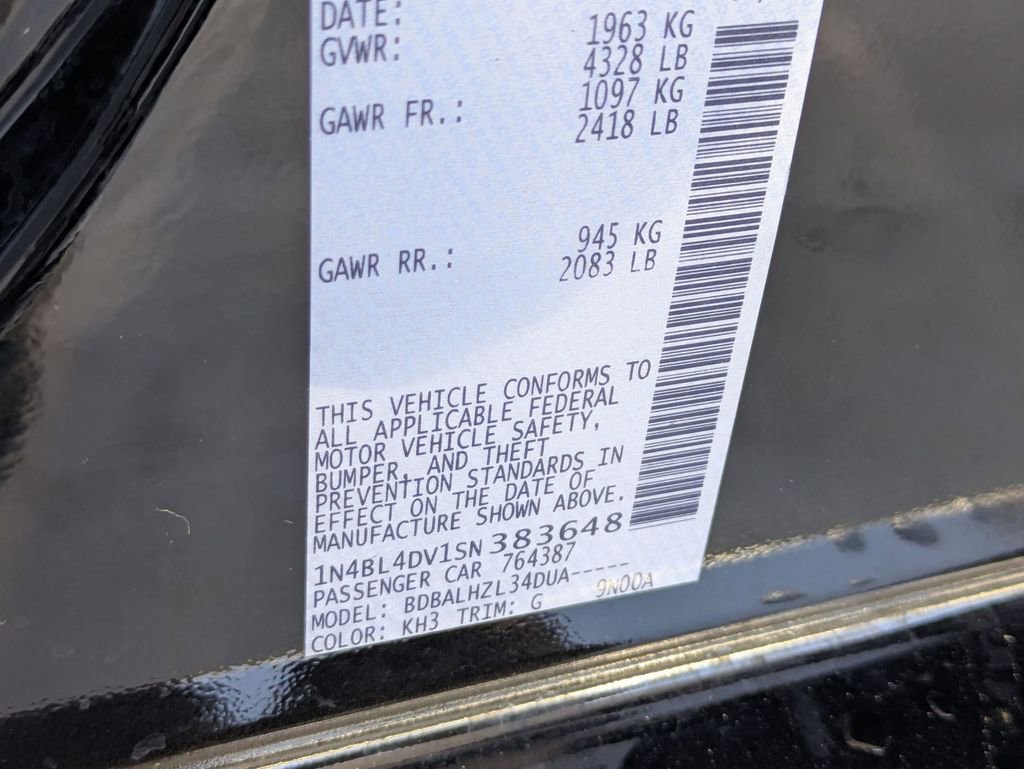 DATE:
GVWR: 1963 KG
4328 LB
GAWR FR.: 1097 KG
2418 LB
GAWR RR.: 945 KG
2083 LB
THIS VEHICLE CONFORMS TO
ALL APPLICABLE FEDERAL
MOTOR VEHICLE SAFETY,
BUMPER, AND THEFT
PREVENTION STANDARDS IN
EFFECT ON THE DATE OF
MANUFACTURE SHOWN ABOVE.
1N4BL4DV1SN383648
PASSENGER CAR 764387
MODEL: BDBALHZL34DUA-----
COLOR: KH3 TRIM: G 9N00A